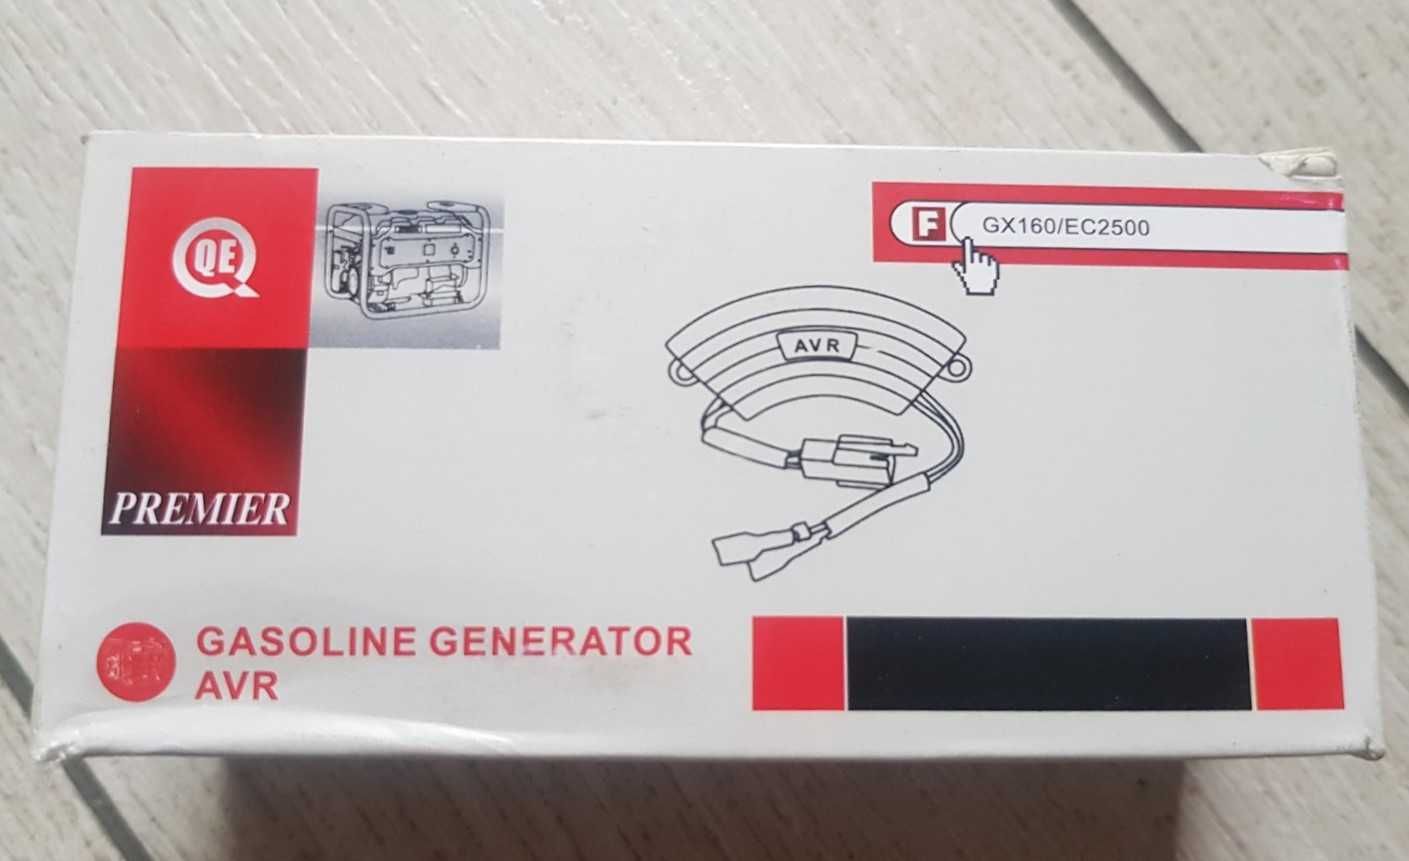 QE
PREMIER
F
GX160/EC2500
AVR
GASOLINE GENERATOR
AVR